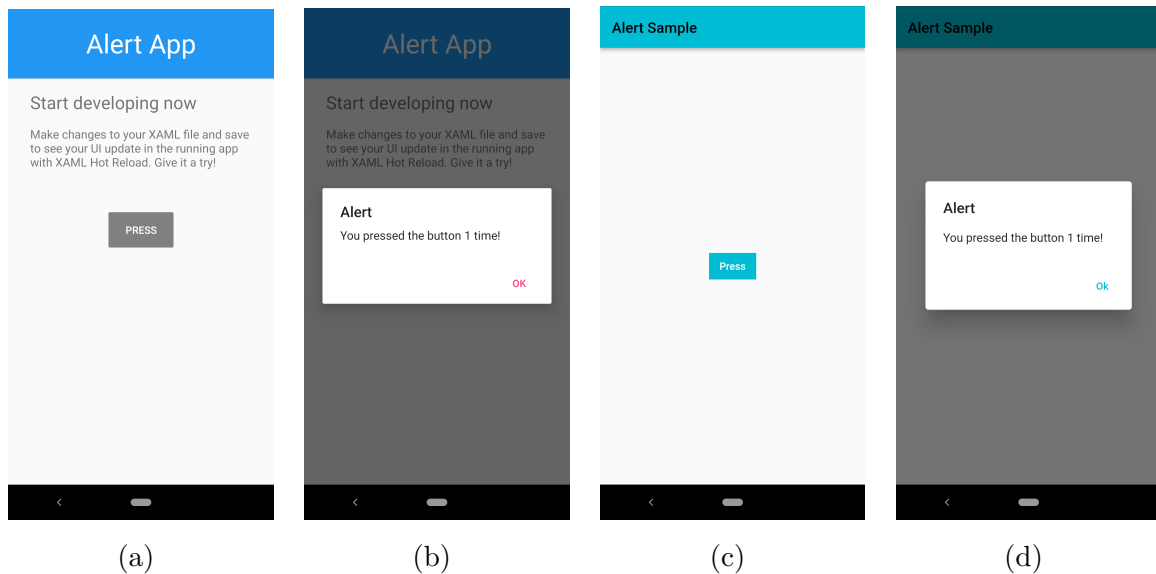 Alert App
Start developing now
Make changes to your XAML file and save
to see your UI update in the running app
with XAML Hot Reload. Give it a try!
PRESS
(a)
Alert App
Start developing now
Make changes to your XAML file and save
to see your UI update in the running app
with XAML Hot Reload. Give it a try!
Alert
You pressed the button 1 time!
OK
(b)
Alert Sample
Press
(c)
Alert Sample
Alert
You pressed the button 1 time!
Ok
(d)